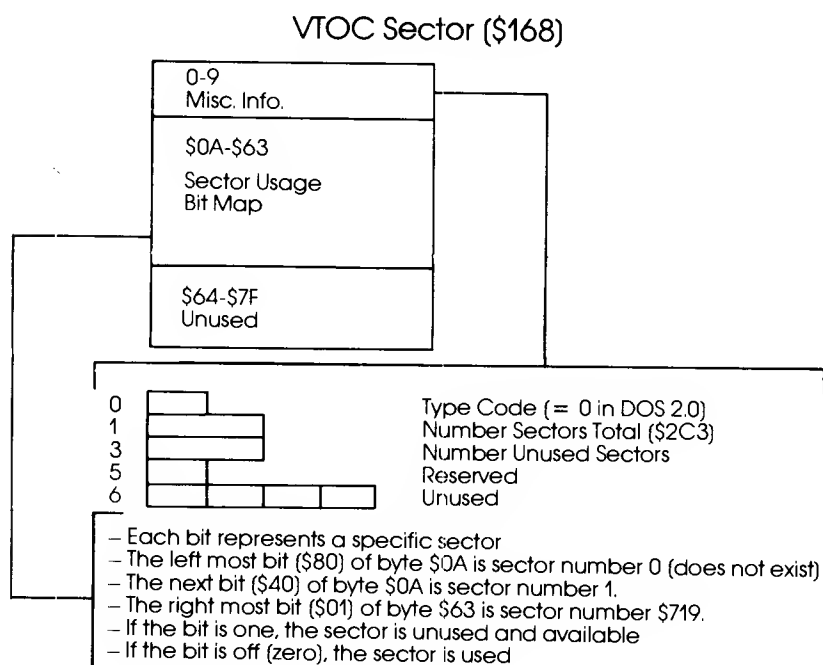 VTOC Sector ($168)
0-9
Misc. Info.
$0A-$63
Sector Usage
Bit Map
$64-$7F
Unused
0 Type Code (= 0 in DOS 2.0)
1 Number Sectors Total ($2C3)
3 Number Unused Sectors
5 Reserved
6 Unused
– Each bit represents a specific sector
– The left most bit ($80) of byte $0A is sector number 0 (does not exist)
– The next bit ($40) of byte $0A is sector number 1.
– The right most bit ($01) of byte $63 is sector number $719.
– If the bit is one, the sector is unused and available
– If the bit is off (zero), the sector is used